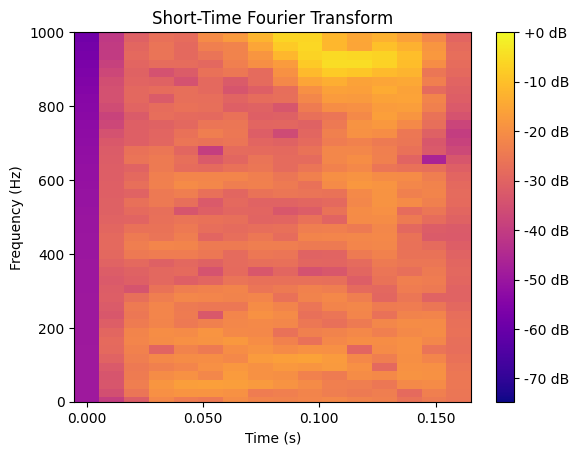 Short-Time Fourier Transform
Frequency (Hz)
1000
800
600
400
200
0
0.000
0.050
0.100
0.150
Time (s)
+0 dB
-10 dB
-20 dB
-30 dB
-40 dB
-50 dB
-60 dB
-70 dB